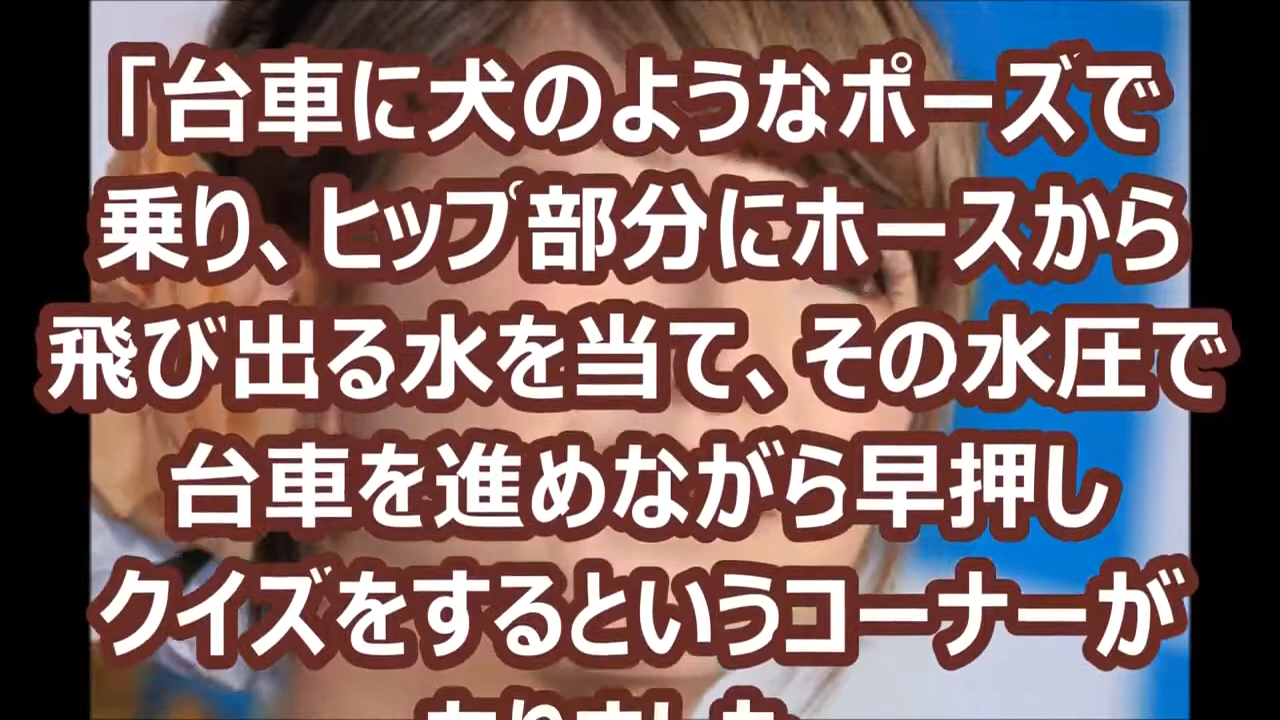 「台車に犬のようなポーズで
乗り、ヒップ部分にホースから
飛び出る水を当て、その水圧で
台車を進めながら早押し
クイズをするというコーナーが